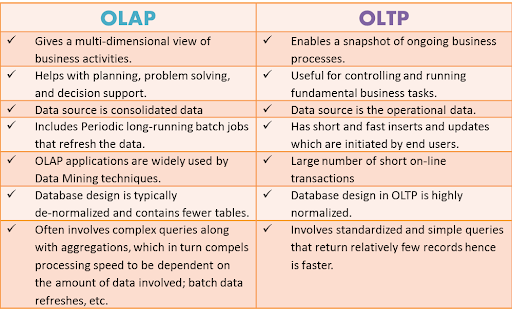 OLAP
OLTP
✓ Gives a multi-dimensional view of
business activities.
✓ Enables a snapshot of ongoing business
processes.
✓ Helps with planning, problem solving,
and decision support.
✓ Useful for controlling and running
fundamental business tasks.
✓ Data source is consolidated data
✓ Data source is the operational data.
✓ Includes Periodic long-running batch jobs
that refresh the data.
✓ Has short and fast inserts and updates
which are initiated by end users.
✓ OLAP applications are widely used by
Data Mining techniques.
✓ Large number of short on-line
transactions
✓ Database design is typically
de-normalized and contains fewer tables.
✓ Database design in OLTP is highly
normalized.
✓ Often involves complex queries along
with aggregations, which in turn compels
processing speed to be dependent on
the amount of data involved; batch data
refreshes, etc.
✓ Involves standardized and simple queries
that return relatively few records hence
is faster.